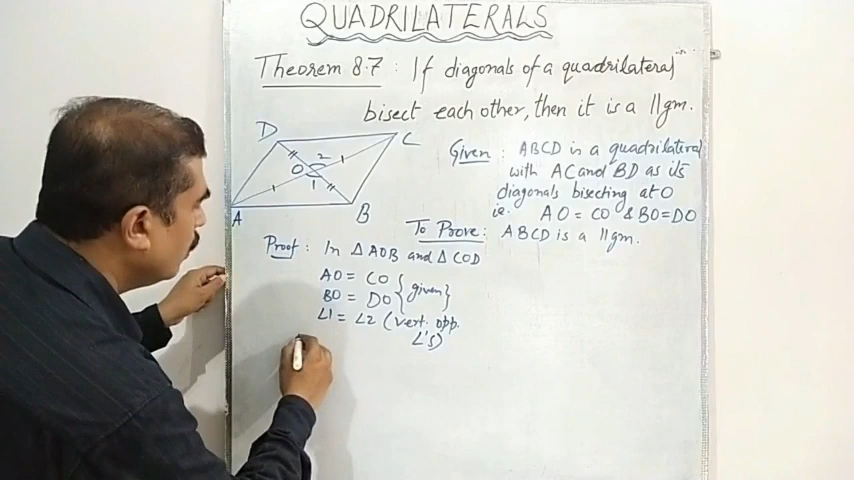 QUADRILATERALS
Theorem 8.7 : If diagonals of a quadrilateral
bisect each other, then it is a ||gm.
D
C
O
2
1
A
B
Given : ABCD is a quadrilateral
with AC and BD as its
diagonals bisecting at O
ie. AO = CO & BO = DO
To Prove : ABCD is a ||gm.
Proof : In △AOB and △COD
AO = CO
BO = DO { given }
∠1 = ∠2 (vert. opp.
∠'s)